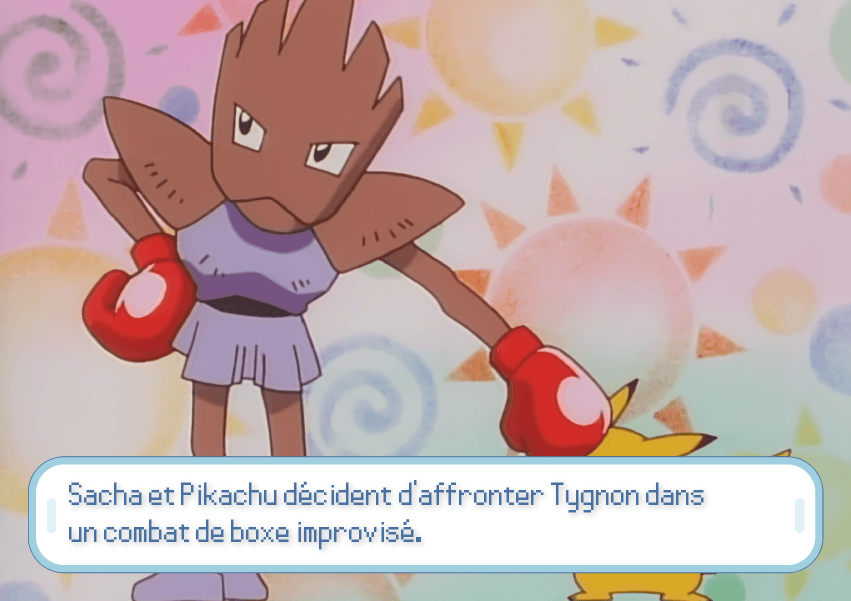 Sacha et Pikachu décident d'affronter Tygnon dans
un combat de boxe improvisé.